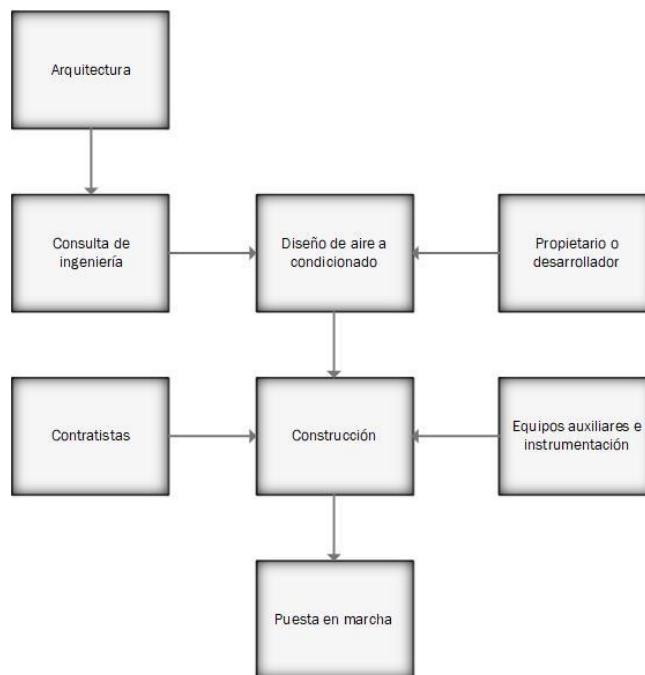 Arquitectura
Consulta de
ingeniería
Diseño de aire a
condicionado
Propietario o
desarrollador
Contratistas
Construcción
Equipos auxiliares e
instrumentación
Puesta en marcha